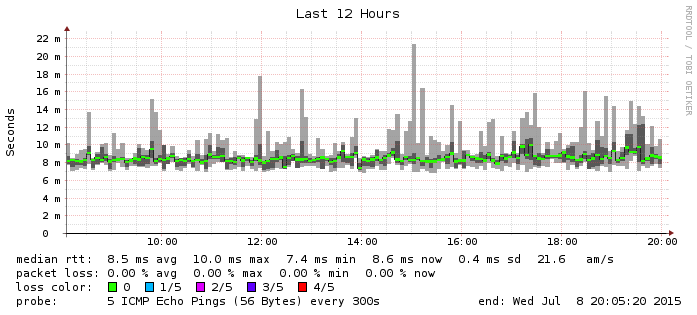 Last 12 Hours
RRDTOOL / TOBI OETIKER
Seconds
22 m
20 m
18 m
16 m
14 m
12 m
10 m
8 m
6 m
4 m
2 m
0
10:00 12:00 14:00 16:00 18:00 20:00
median rtt: 8.5 ms avg 10.0 ms max 7.4 ms min 8.6 ms now 0.4 ms sd 21.6 am/s
packet loss: 0.00 % avg 0.00 % max 0.00 % min 0.00 % now
loss color: 0 1/5 2/5 3/5 4/5
probe: 5 ICMP Echo Pings (56 Bytes) every 300s end: Wed Jul 8 20:05:20 2015